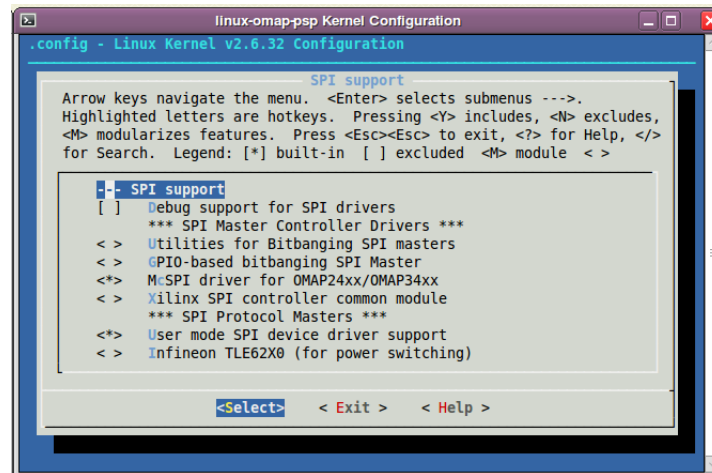 linux-omap-psp Kernel Configuration
.config - Linux Kernel v2.6.32 Configuration
SPI support
Arrow keys navigate the menu.  <Enter> selects submenus --->.
Highlighted letters are hotkeys.  Pressing <Y> includes, <N> excludes,
<M> modularizes features.  Press <Esc><Esc> to exit, <?> for Help, </>
for Search.  Legend: [*] built-in  [ ] excluded  <M> module  < >
--- SPI support
[ ]   Debug support for SPI drivers
*** SPI Master Controller Drivers ***
< >   Utilities for Bitbanging SPI masters
< >   GPIO-based bitbanging SPI Master
<*>   McSPI driver for OMAP24xx/OMAP34xx
< >   Xilinx SPI controller common module
*** SPI Protocol Masters ***
<*>   User mode SPI device driver support
< >   Infineon TLE62X0 (for power switching)
<Select>    < Exit >    < Help >